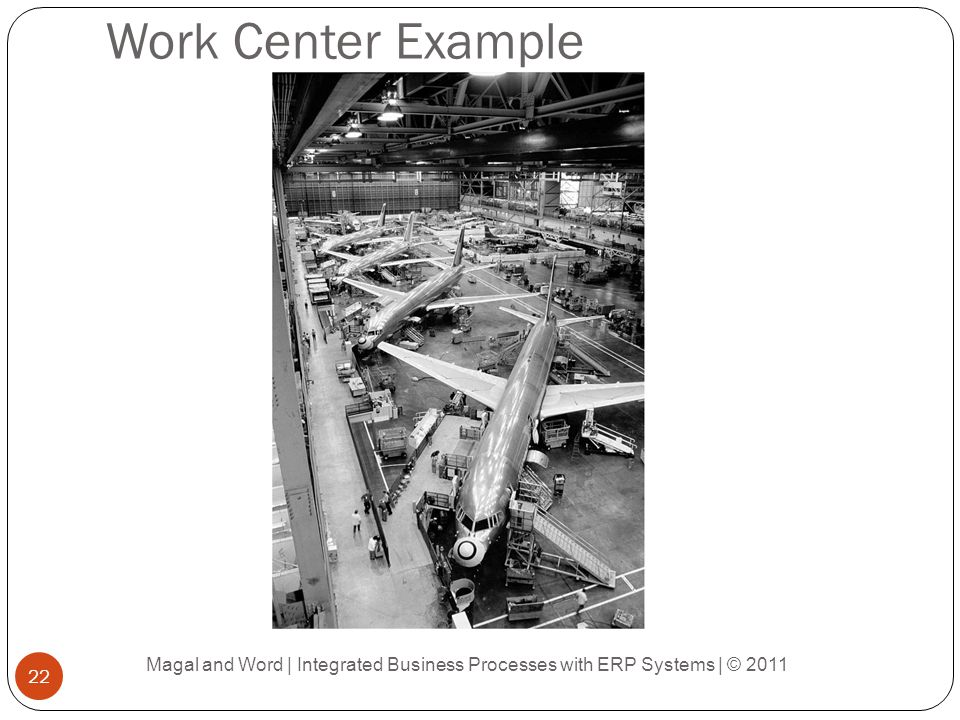 Work Center Example
Magal and Word | Integrated Business Processes with ERP Systems | © 2011
22